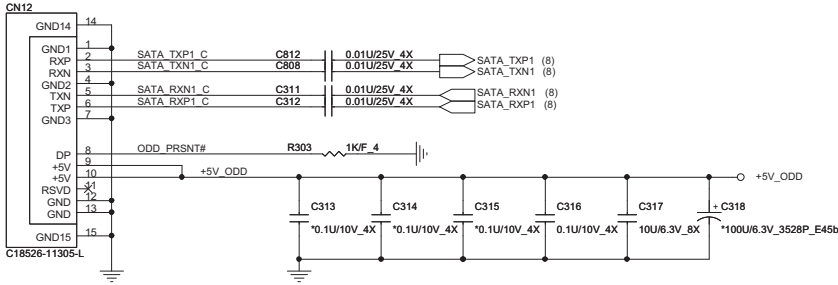 CN12
GND14 14
GND1 1
RXP 2 SATA_TXP1_C C812 0.01U/25V_4X SATA_TXP1 (8)
RXN 3 SATA_TXN1_C C808 0.01U/25V_4X SATA_TXN1 (8)
GND2 4
TXN 5 SATA_RXN1_C C311 0.01U/25V_4X SATA_RXN1 (8)
TXP 6 SATA_RXP1_C C312 0.01U/25V_4X SATA_RXP1 (8)
GND3 7
DP 8 ODD_PRSNT# R303 1K/F_4
+5V 9
+5V 10 +5V_ODD +5V_ODD
RSVD 11
GND 12
GND 13
GND15 15
C18526-11305-L
C313 C314 C315 C316 C317 + C318
*0.1U/10V_4X *0.1U/10V_4X *0.1U/10V_4X 0.1U/10V_4X 10U/6.3V_8X *100U/6.3V_3528P_E45b